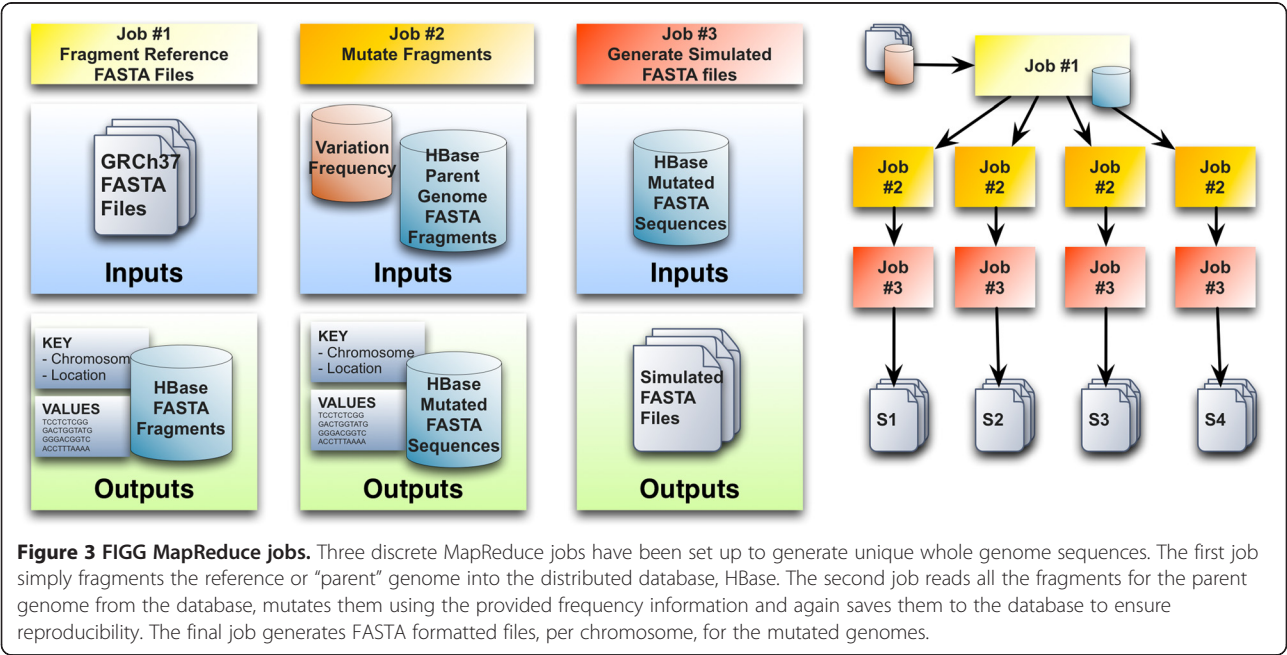 Job #1
Fragment Reference
FASTA Files
Job #2
Mutate Fragments
Job #3
Generate Simulated
FASTA files
GRCh37
FASTA
Files
Inputs
Variation
Frequency
HBase
Parent
Genome
FASTA
Fragments
Inputs
HBase
Mutated
FASTA
Sequences
Inputs
KEY
- Chromosom
- Location
VALUES
TCCTCTCGG
GACTGGTATG
GGGACGGTC
ACCTTTAAAA
HBase
FASTA
Fragments
Outputs
KEY
- Chromosome
- Location
VALUES
TCCTCTCGG
GACTGGTATG
GGGACGGTC
ACCTTTAAAA
HBase
Mutated
FASTA
Sequences
Outputs
Simulated
FASTA
Files
Outputs
Job #1
Job
#2
Job
#2
Job
#2
Job
#2
Job
#3
Job
#3
Job
#3
Job
#3
S1
S2
S3
S4
Figure 3 FIGG MapReduce jobs. Three discrete MapReduce jobs have been set up to generate unique whole genome sequences. The first job
simply fragments the reference or “parent” genome into the distributed database, HBase. The second job reads all the fragments for the parent
genome from the database, mutates them using the provided frequency information and again saves them to the database to ensure
reproducibility. The final job generates FASTA formatted files, per chromosome, for the mutated genomes.